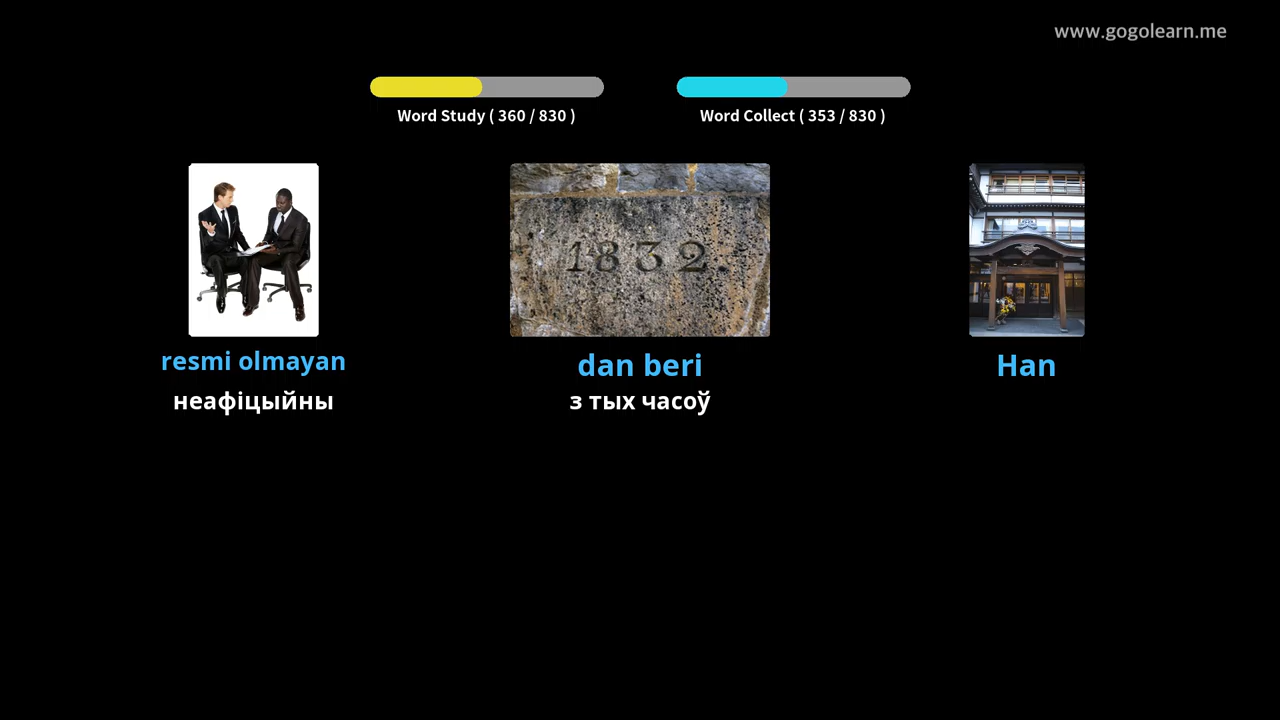 www.gogolearn.me
Word Study ( 360 / 830 )
Word Collect ( 353 / 830 )
1832
resmi olmayan
dan beri
Han
неафіцыйны
з тых часоў